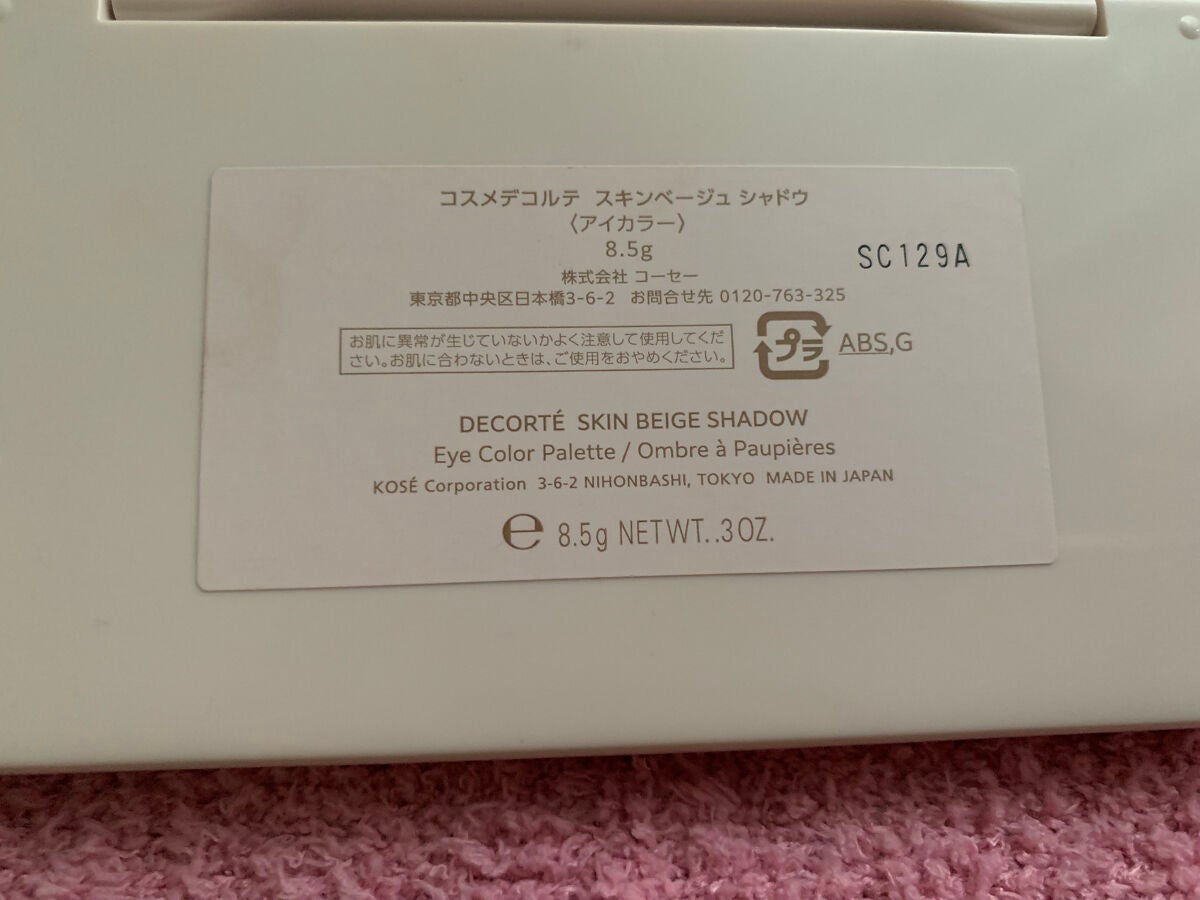 コスメデコルテ スキンベージュ シャドウ
〈アイカラー〉
8.5g
SC129A
株式会社 コーセー
東京都中央区日本橋3-6-2 お問合せ先 0120-763-325
お肌に異常が生じていないかよく注意して使用してくだ
さい。お肌に合わないときは、ご使用をおやめください。
プラ ABS,G
DECORTÉ SKIN BEIGE SHADOW
Eye Color Palette / Ombre à Paupières
KOSÉ Corporation 3-6-2 NIHONBASHI, TOKYO MADE IN JAPAN
℮ 8.5g NETWT. .3OZ.